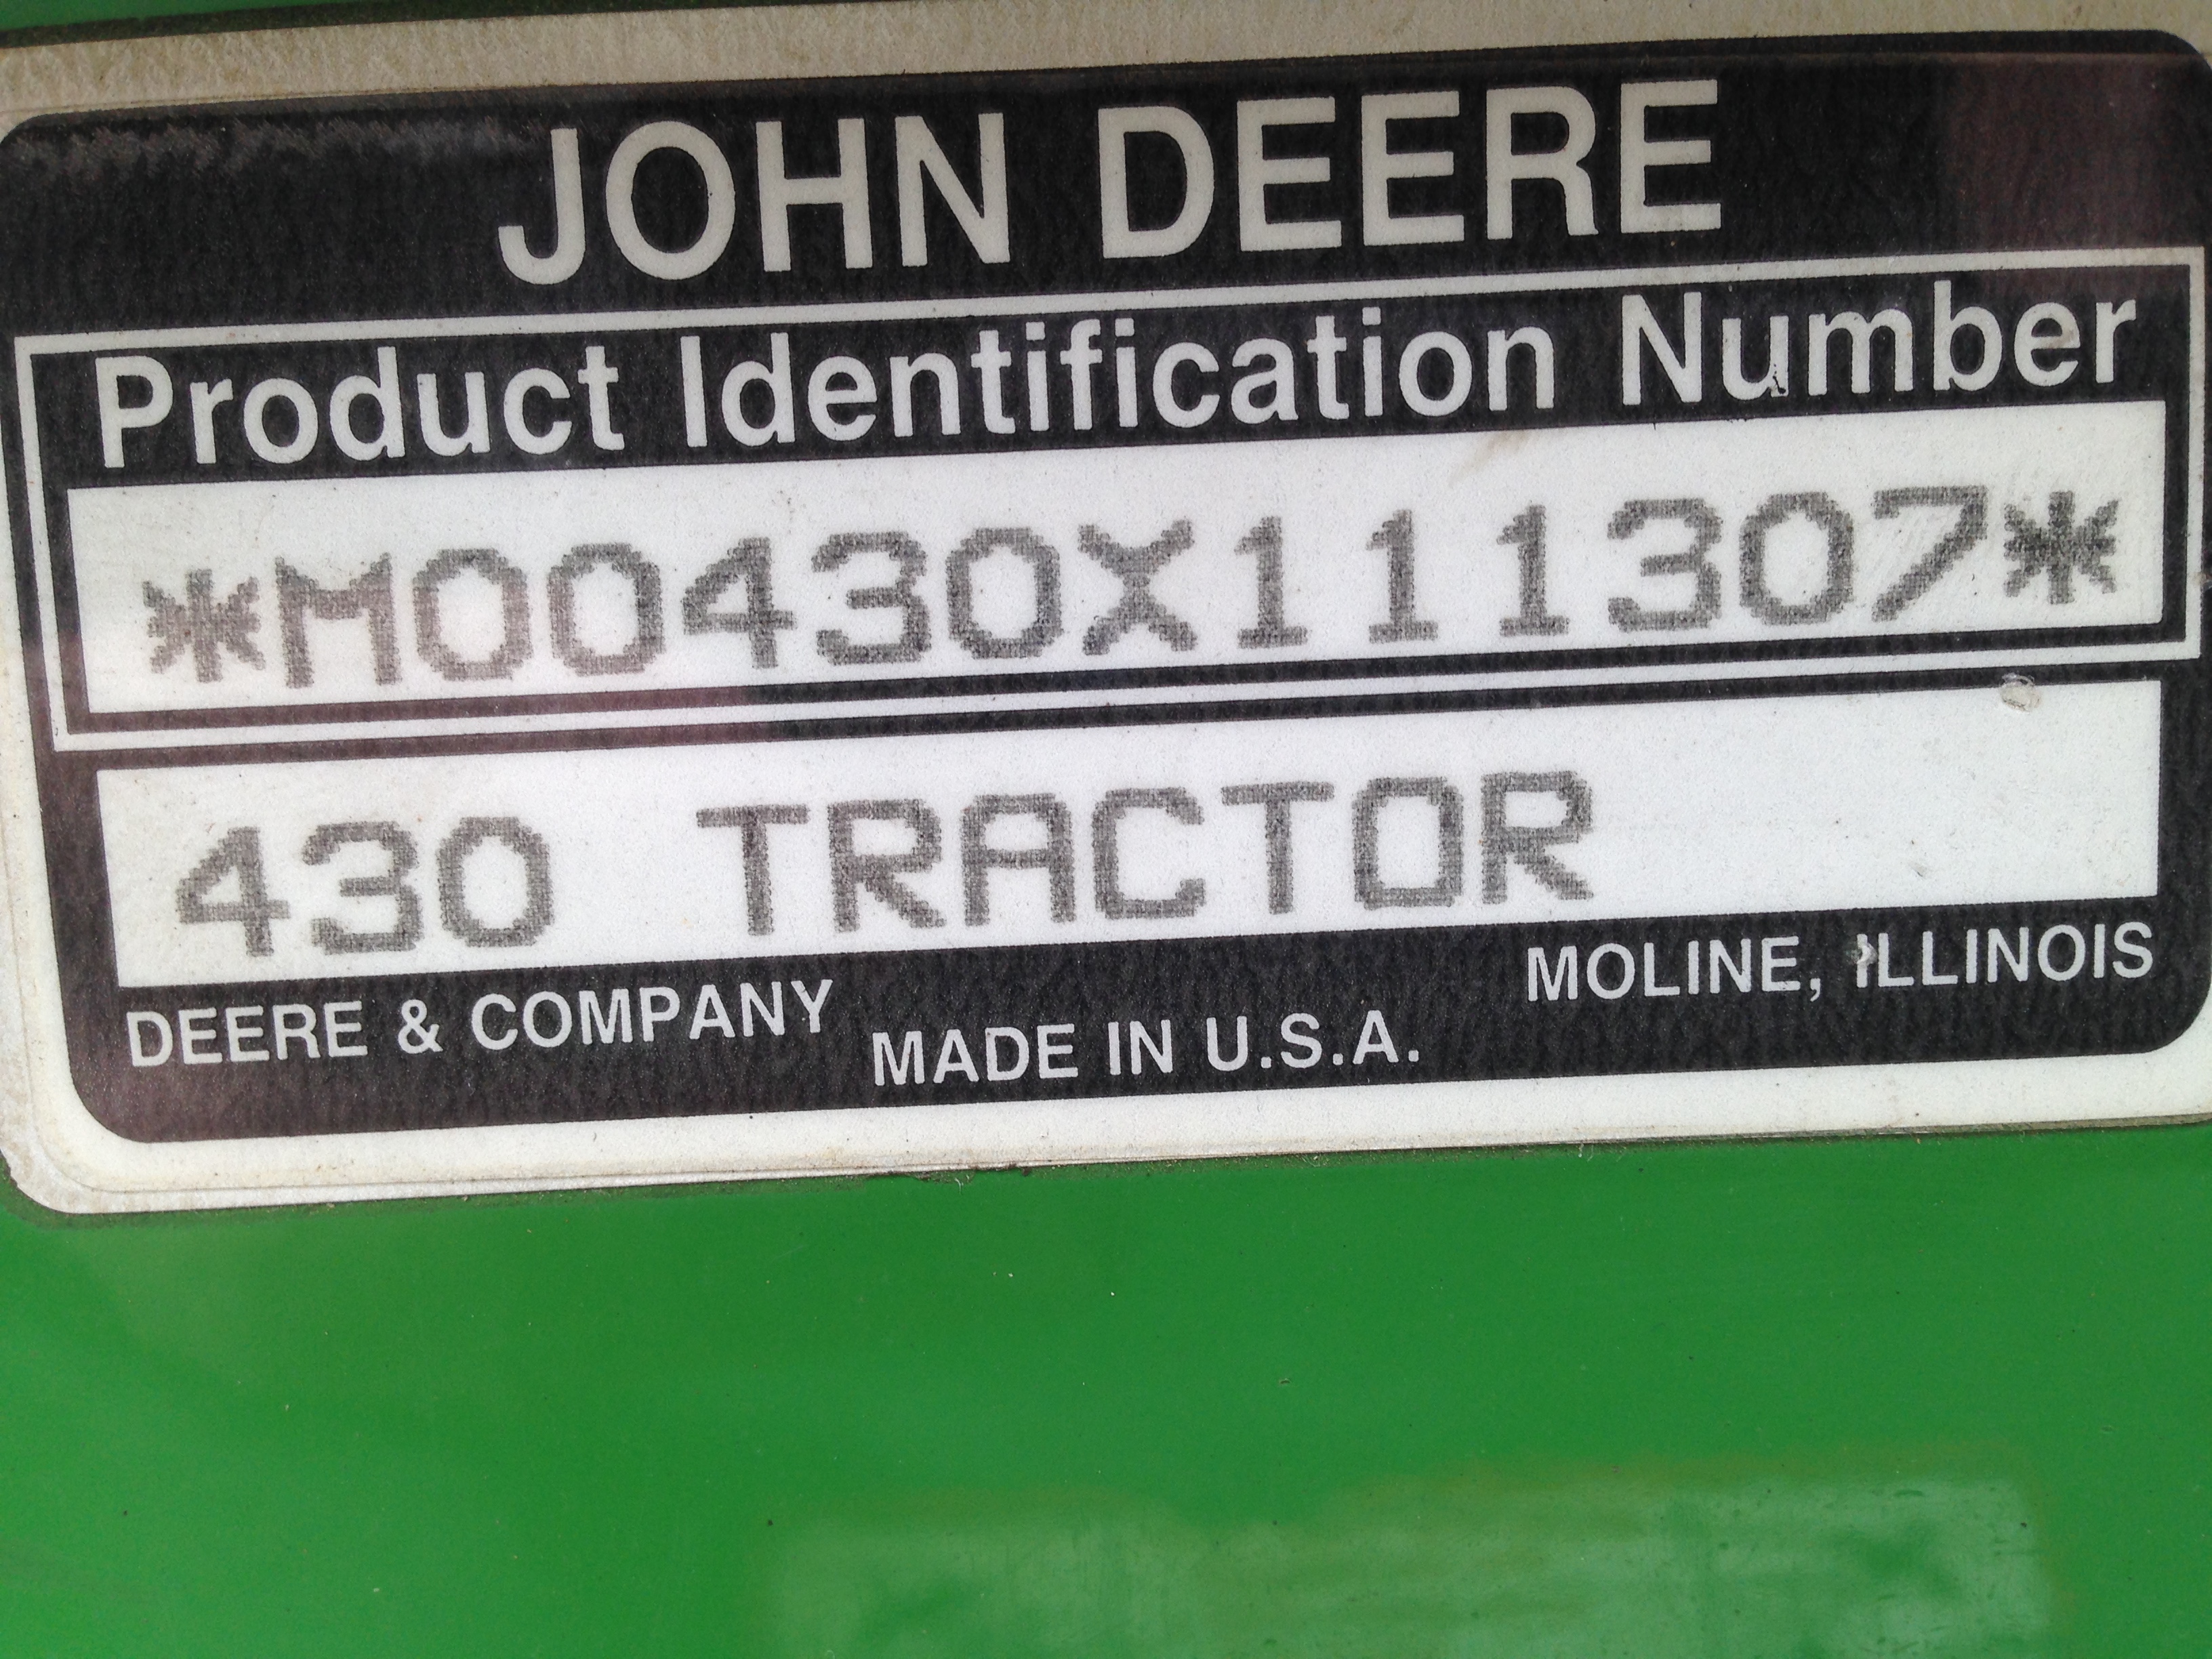 JOHN DEERE
Product Identification Number
*M00430X111307*
430 TRACTOR
DEERE & COMPANY
MOLINE, ILLINOIS
MADE IN U.S.A.